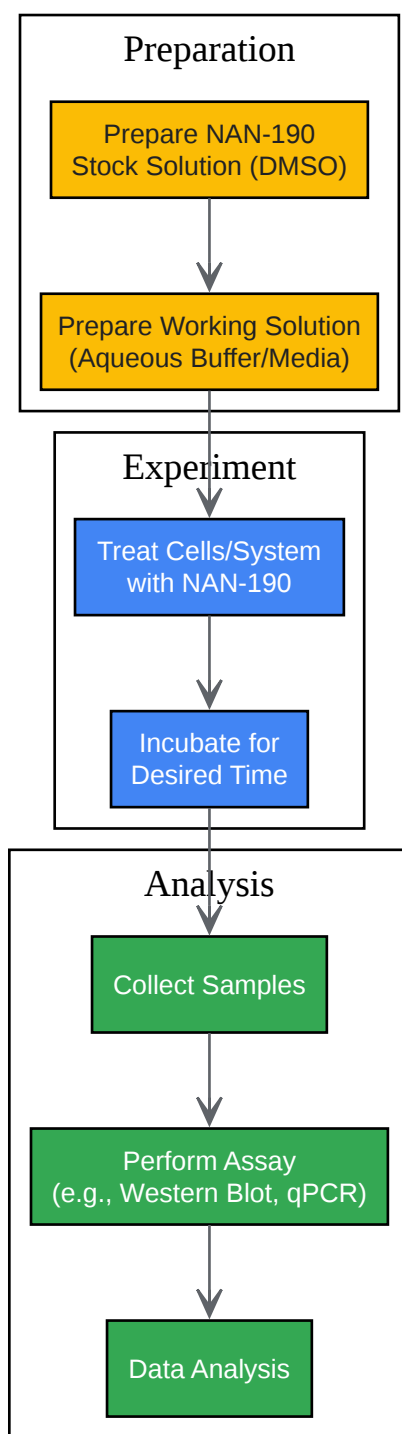 Preparation
Prepare NAN-190
Stock Solution (DMSO)
Prepare Working Solution
(Aqueous Buffer/Media)
Experiment
Treat Cells/System
with NAN-190
Incubate for
Desired Time
Analysis
Collect Samples
Perform Assay
(e.g., Western Blot, qPCR)
Data Analysis